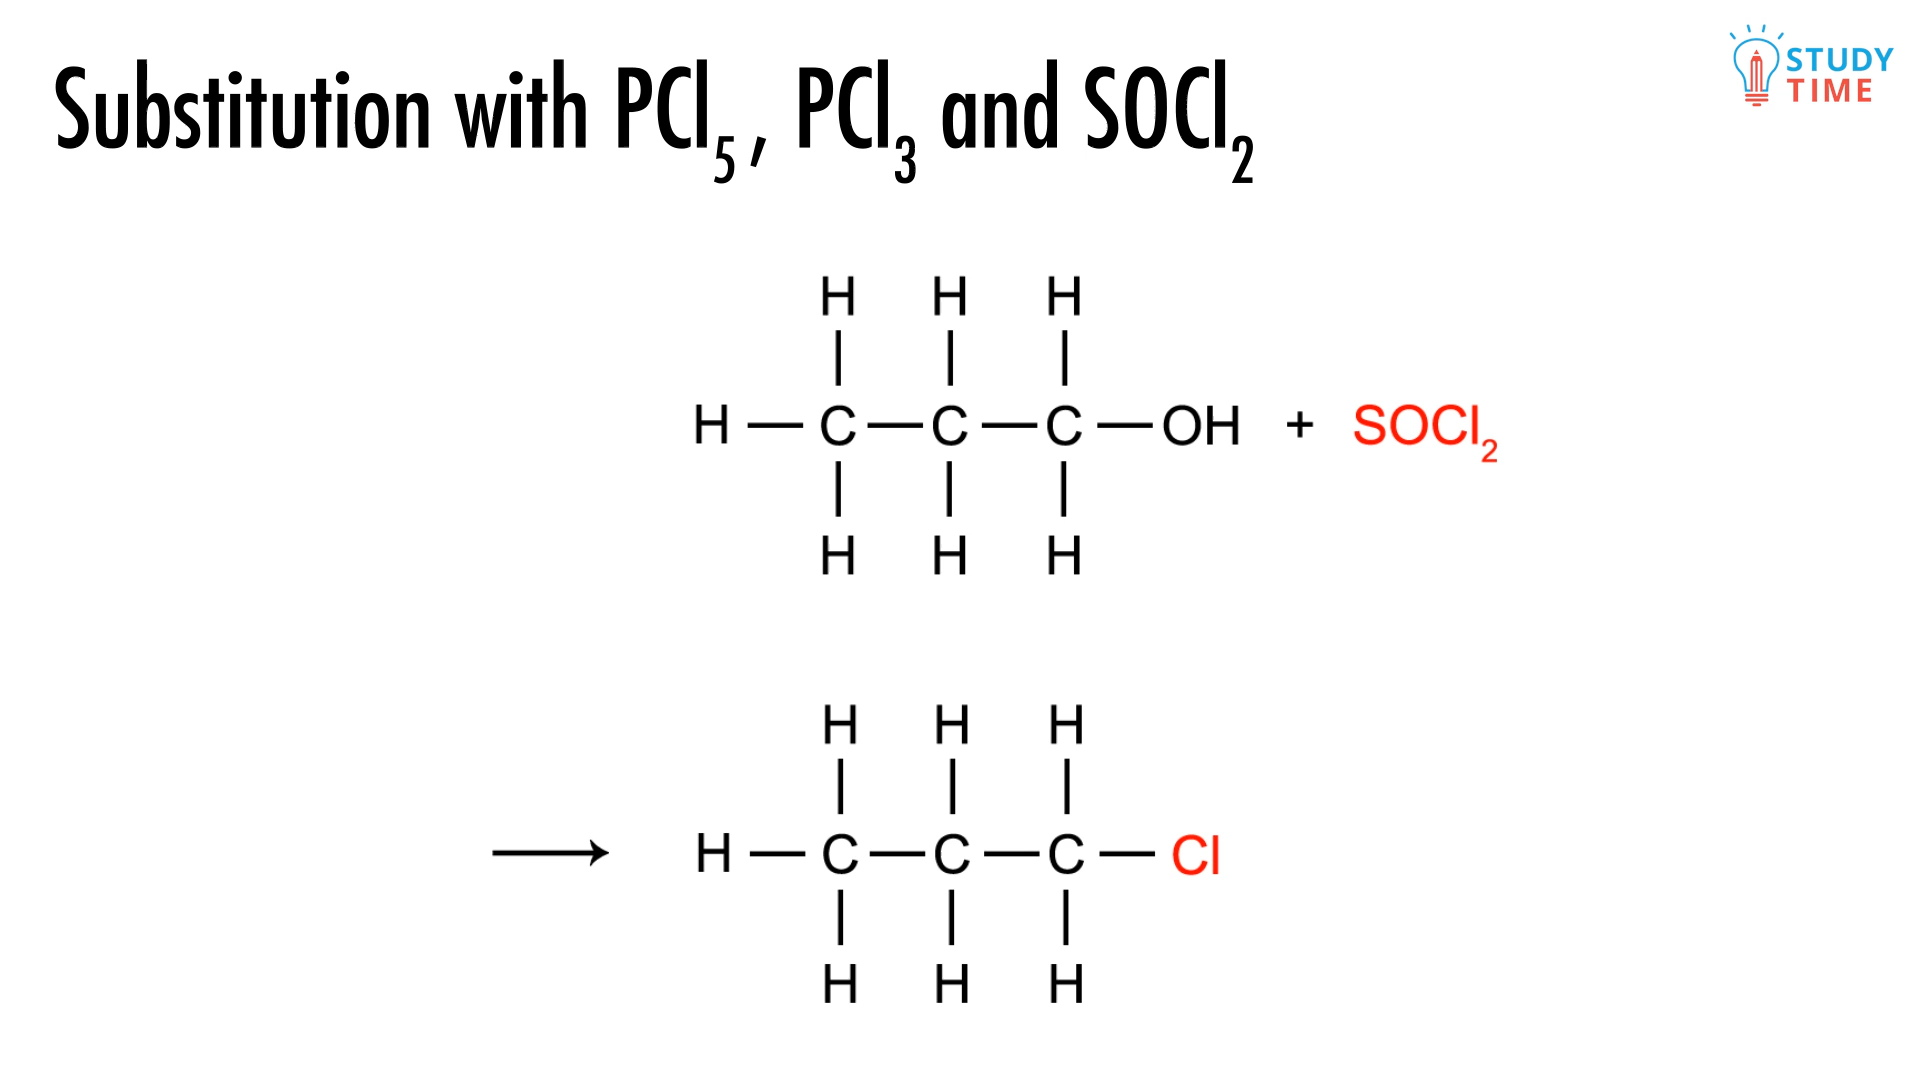 Substitution with PCl₅, PCl₃ and SOCl₂
STUDY
TIME
H H H
H — C — C — C — OH + SOCl₂
H H H
H H H
⟶ H — C — C — C — Cl
H H H